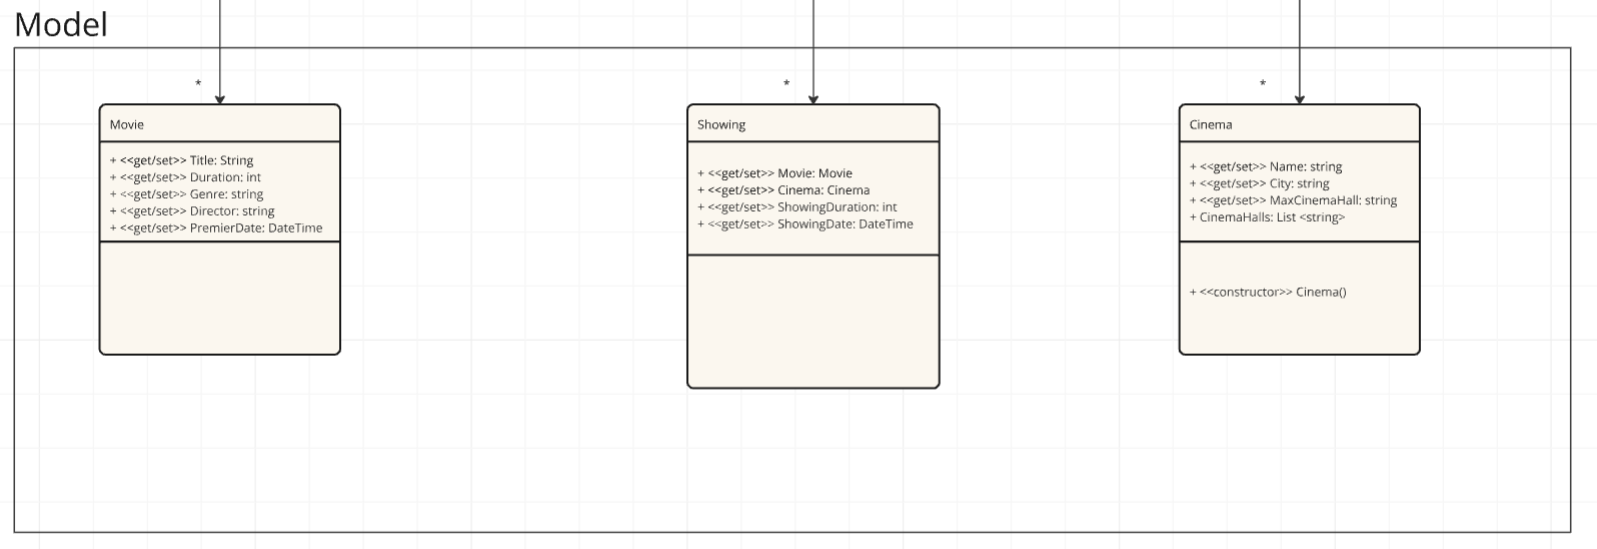 Model
*
*
*
Movie
+ <<get/set>> Title: String
+ <<get/set>> Duration: int
+ <<get/set>> Genre: string
+ <<get/set>> Director: string
+ <<get/set>> PremierDate: DateTime
Showing
+ <<get/set>> Movie: Movie
+ <<get/set>> Cinema: Cinema
+ <<get/set>> ShowingDuration: int
+ <<get/set>> ShowingDate: DateTime
Cinema
+ <<get/set>> Name: string
+ <<get/set>> City: string
+ <<get/set>> MaxCinemaHall: string
+ CinemaHalls: List <string>
+ <<constructor>> Cinema()